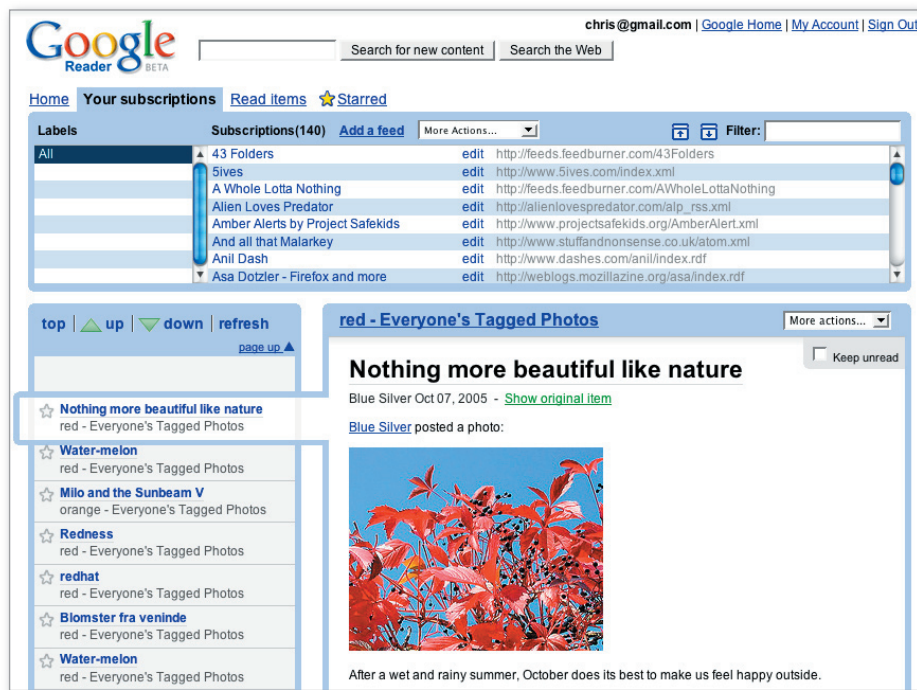 chris@gmail.com | Google Home | My Account | Sign Out
Google
Reader BETA
Search for new content Search the Web
Home Your subscriptions Read items Starred
Labels Subscriptions(140) Add a feed More Actions... Filter:
All 43 Folders edit http://feeds.feedburner.com/43Folders
5ives edit http://www.5ives.com/index.xml
A Whole Lotta Nothing edit http://feeds.feedburner.com/AWholeLottaNothing
Alien Loves Predator edit http://alienlovespredator.com/alp_rss.xml
Amber Alerts by Project Safekids edit http://www.projectsafekids.org/AmberAlert.xml
And all that Malarkey edit http://www.stuffandnonsense.co.uk/atom.xml
Anil Dash edit http://www.dashes.com/anil/index.rdf
Asa Dotzler - Firefox and more edit http://weblogs.mozillazine.org/asa/index.rdf
top | up | down | refresh
page up
Nothing more beautiful like nature
red - Everyone's Tagged Photos
Water-melon
red - Everyone's Tagged Photos
Milo and the Sunbeam V
orange - Everyone's Tagged Photos
Redness
red - Everyone's Tagged Photos
redhat
red - Everyone's Tagged Photos
Blomster fra veninde
red - Everyone's Tagged Photos
Water-melon
red - Everyone's Tagged Photos
red - Everyone's Tagged Photos More actions...
Keep unread
Nothing more beautiful like nature
Blue Silver Oct 07, 2005 - Show original item
Blue Silver posted a photo:
After a wet and rainy summer, October does its best to make us feel happy outside.